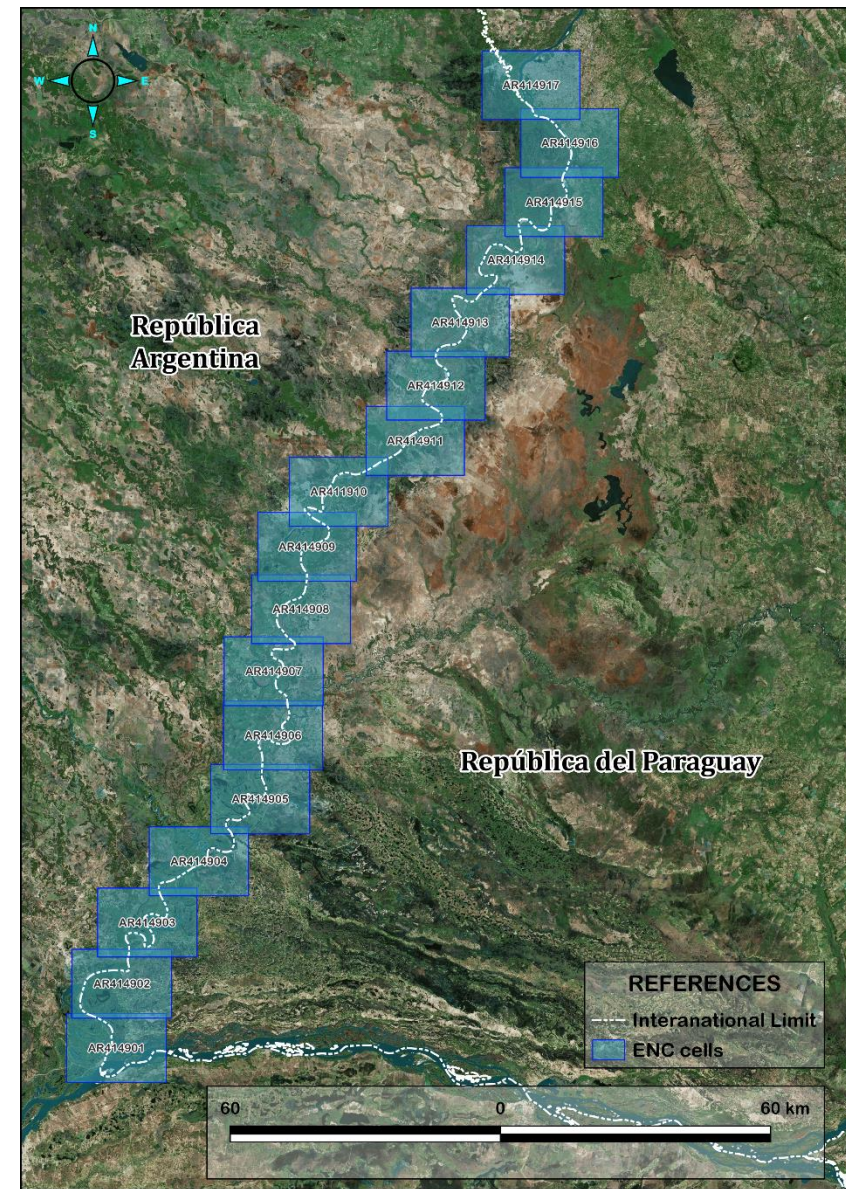 N
W E
S
AR414917
AR414916
AR414915
AR414914
AR414913
República
Argentina
AR414912
AR414911
AR411910
AR414909
AR414908
AR414907
AR414906
República del Paraguay
AR414905
AR414904
AR414903
AR414902
REFERENCES
Interanational Limit
AR414901
ENC cells
60 0 60 km